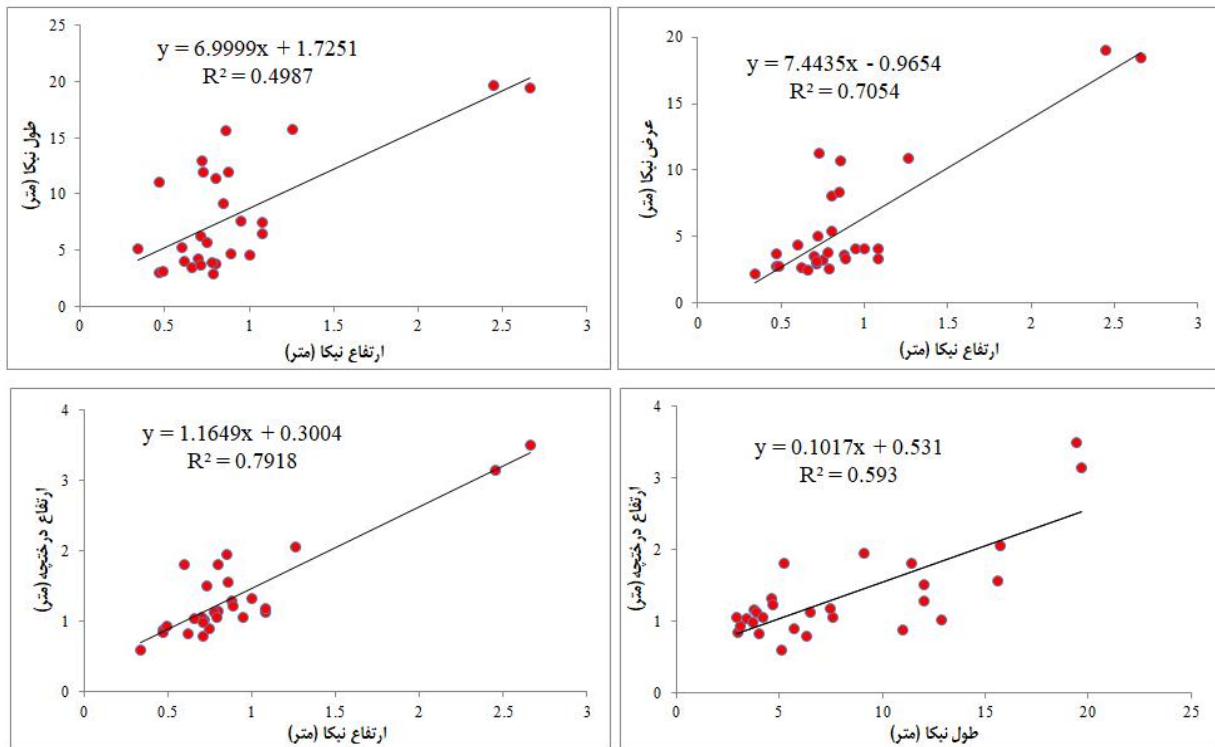 y = 6.9999x + 1.7251
R² = 0.4987
طول نبکا (متر)
25
20
15
10
5
0
0 0.5 1 1.5 2 2.5 3
ارتفاع نبکا (متر)
y = 7.4435x - 0.9654
R² = 0.7054
عرض نبکا (متر)
20
15
10
5
0
0 0.5 1 1.5 2 2.5 3
ارتفاع نبکا (متر)
y = 1.1649x + 0.3004
R² = 0.7918
ارتفاع درختچه (متر)
4
3
2
1
0
0 0.5 1 1.5 2 2.5 3
ارتفاع نبکا (متر)
y = 0.1017x + 0.531
R² = 0.593
ارتفاع درختچه (متر)
4
3
2
1
0
0 5 10 15 20 25
طول نبکا (متر)